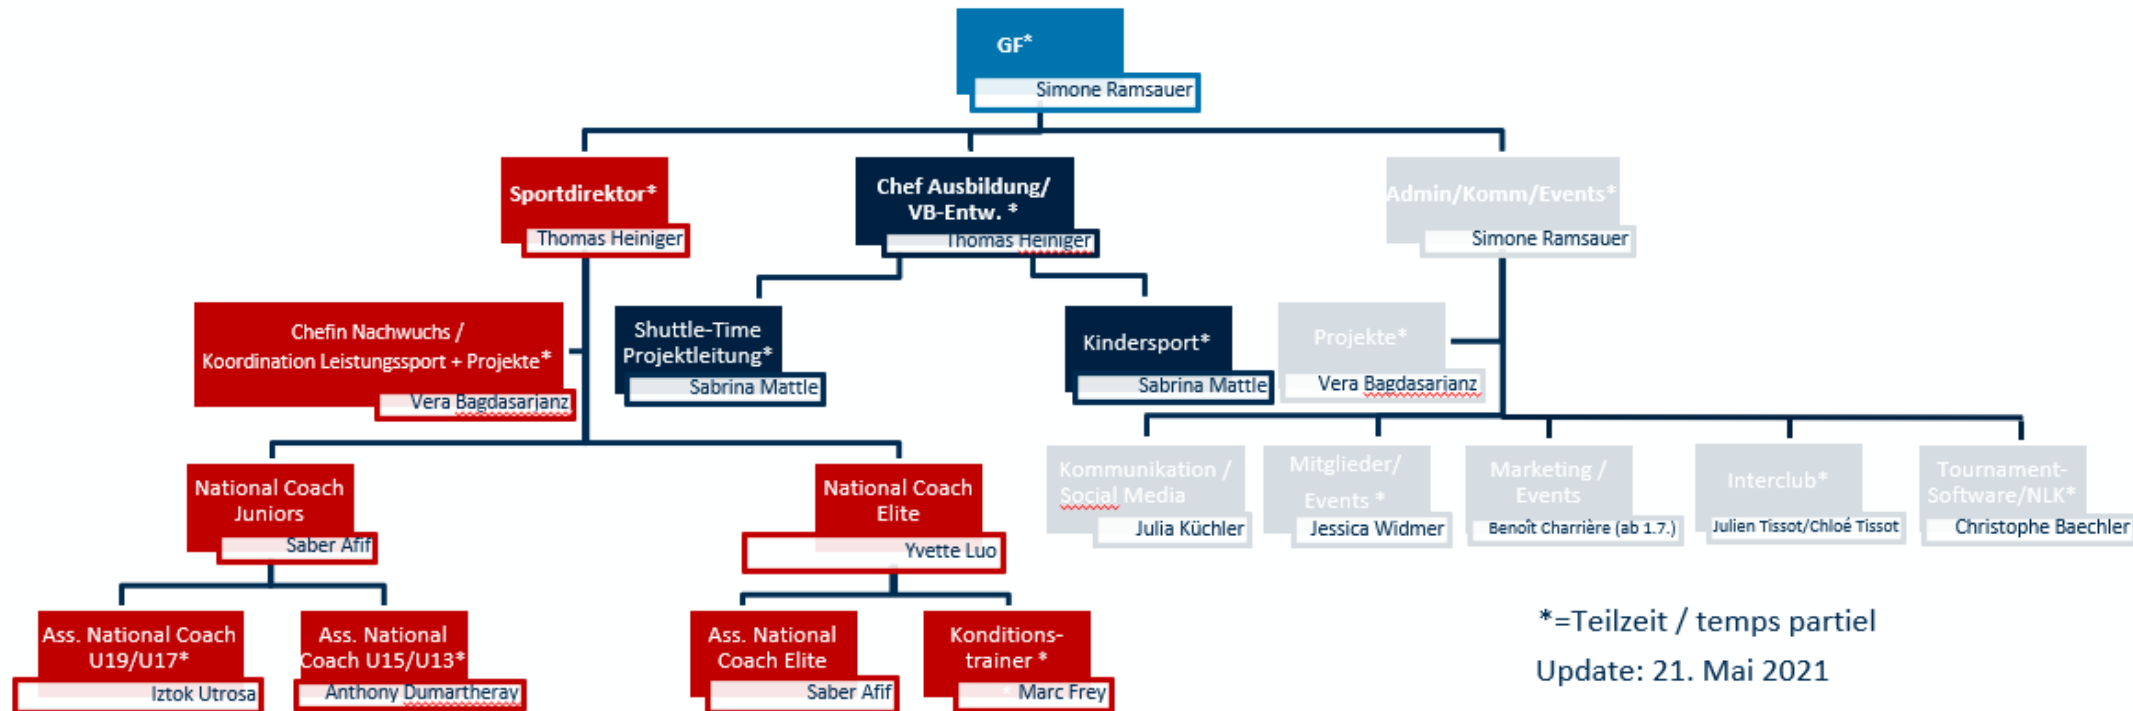 GF*
Simone Ramsauer
Sportdirektor*
Thomas Heiniger
Chef Ausbildung/
VB-Entw. *
Thomas Heiniger
Admin/Komm/Events*
Simone Ramsauer
Chefin Nachwuchs /
Koordination Leistungssport + Projekte*
Vera Bagdasarjanz
Shuttle-Time
Projektleitung*
Sabrina Mattle
Kindersport*
Sabrina Mattle
Projekte*
Vera Bagdasarjanz
National Coach
Juniors
Saber Afif
National Coach
Elite
Yvette Luo
Kommunikation /
Social Media
Julia Küchler
Mitglieder/
Events *
Jessica Widmer
Marketing /
Events
Benoît Charrière (ab 1.7.)
Interclub*
Julien Tissot/Chloé Tissot
Tournament-
Software/NLK*
Christophe Baechler
Ass. National Coach
U19/U17*
Iztok Utrosa
Ass. National
Coach U15/U13*
Anthony Dumartheray
Ass. National
Coach Elite
Saber Afif
Konditions-
trainer *
* Marc Frey
*=Teilzeit / temps partiel
Update: 21. Mai 2021